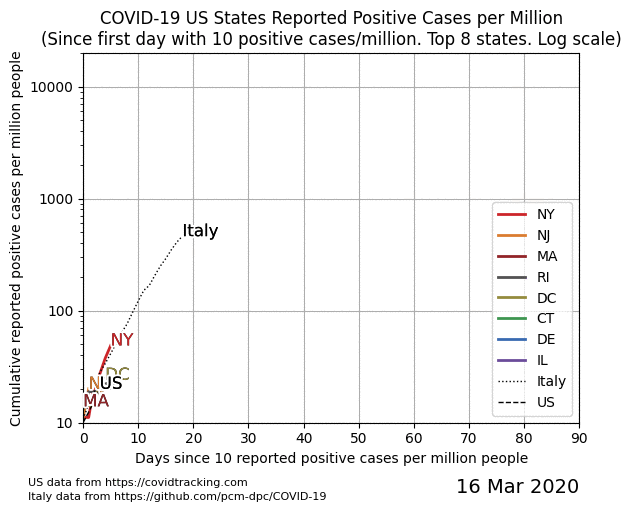 COVID-19 US States Reported Positive Cases per Million
(Since first day with 10 positive cases/million. Top 8 states. Log scale)
Cumulative reported positive cases per million people
10000
1000
100
10
Italy
NY
DC
N
US
MA
NY
NJ
MA
RI
DC
CT
DE
IL
Italy
US
0 10 20 30 40 50 60 70 80 90
Days since 10 reported positive cases per million people
US data from https://covidtracking.com
Italy data from https://github.com/pcm-dpc/COVID-19
16 Mar 2020